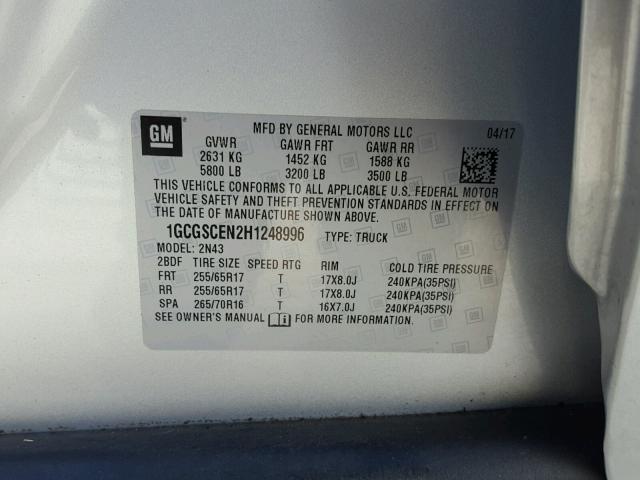 GM
MFD BY GENERAL MOTORS LLC 04/17
GVWR GAWR FRT GAWR RR
2631 KG 1452 KG 1588 KG
5800 LB 3200 LB 3500 LB
THIS VEHICLE CONFORMS TO ALL APPLICABLE U.S. FEDERAL MOTOR
VEHICLE SAFETY AND THEFT PREVENTION STANDARDS IN EFFECT ON
THE DATE OF MANUFACTURE SHOWN ABOVE.
1GCGSCEN2H1248996 TYPE: TRUCK
MODEL: 2N43
2BDF TIRE SIZE SPEED RTG RIM COLD TIRE PRESSURE
FRT 255/65R17 T 17X8.0J 240KPA(35PSI)
RR 255/65R17 T 17X8.0J 240KPA(35PSI)
SPA 265/70R16 T 16X7.0J 240KPA(35PSI)
SEE OWNER'S MANUAL FOR MORE INFORMATION.